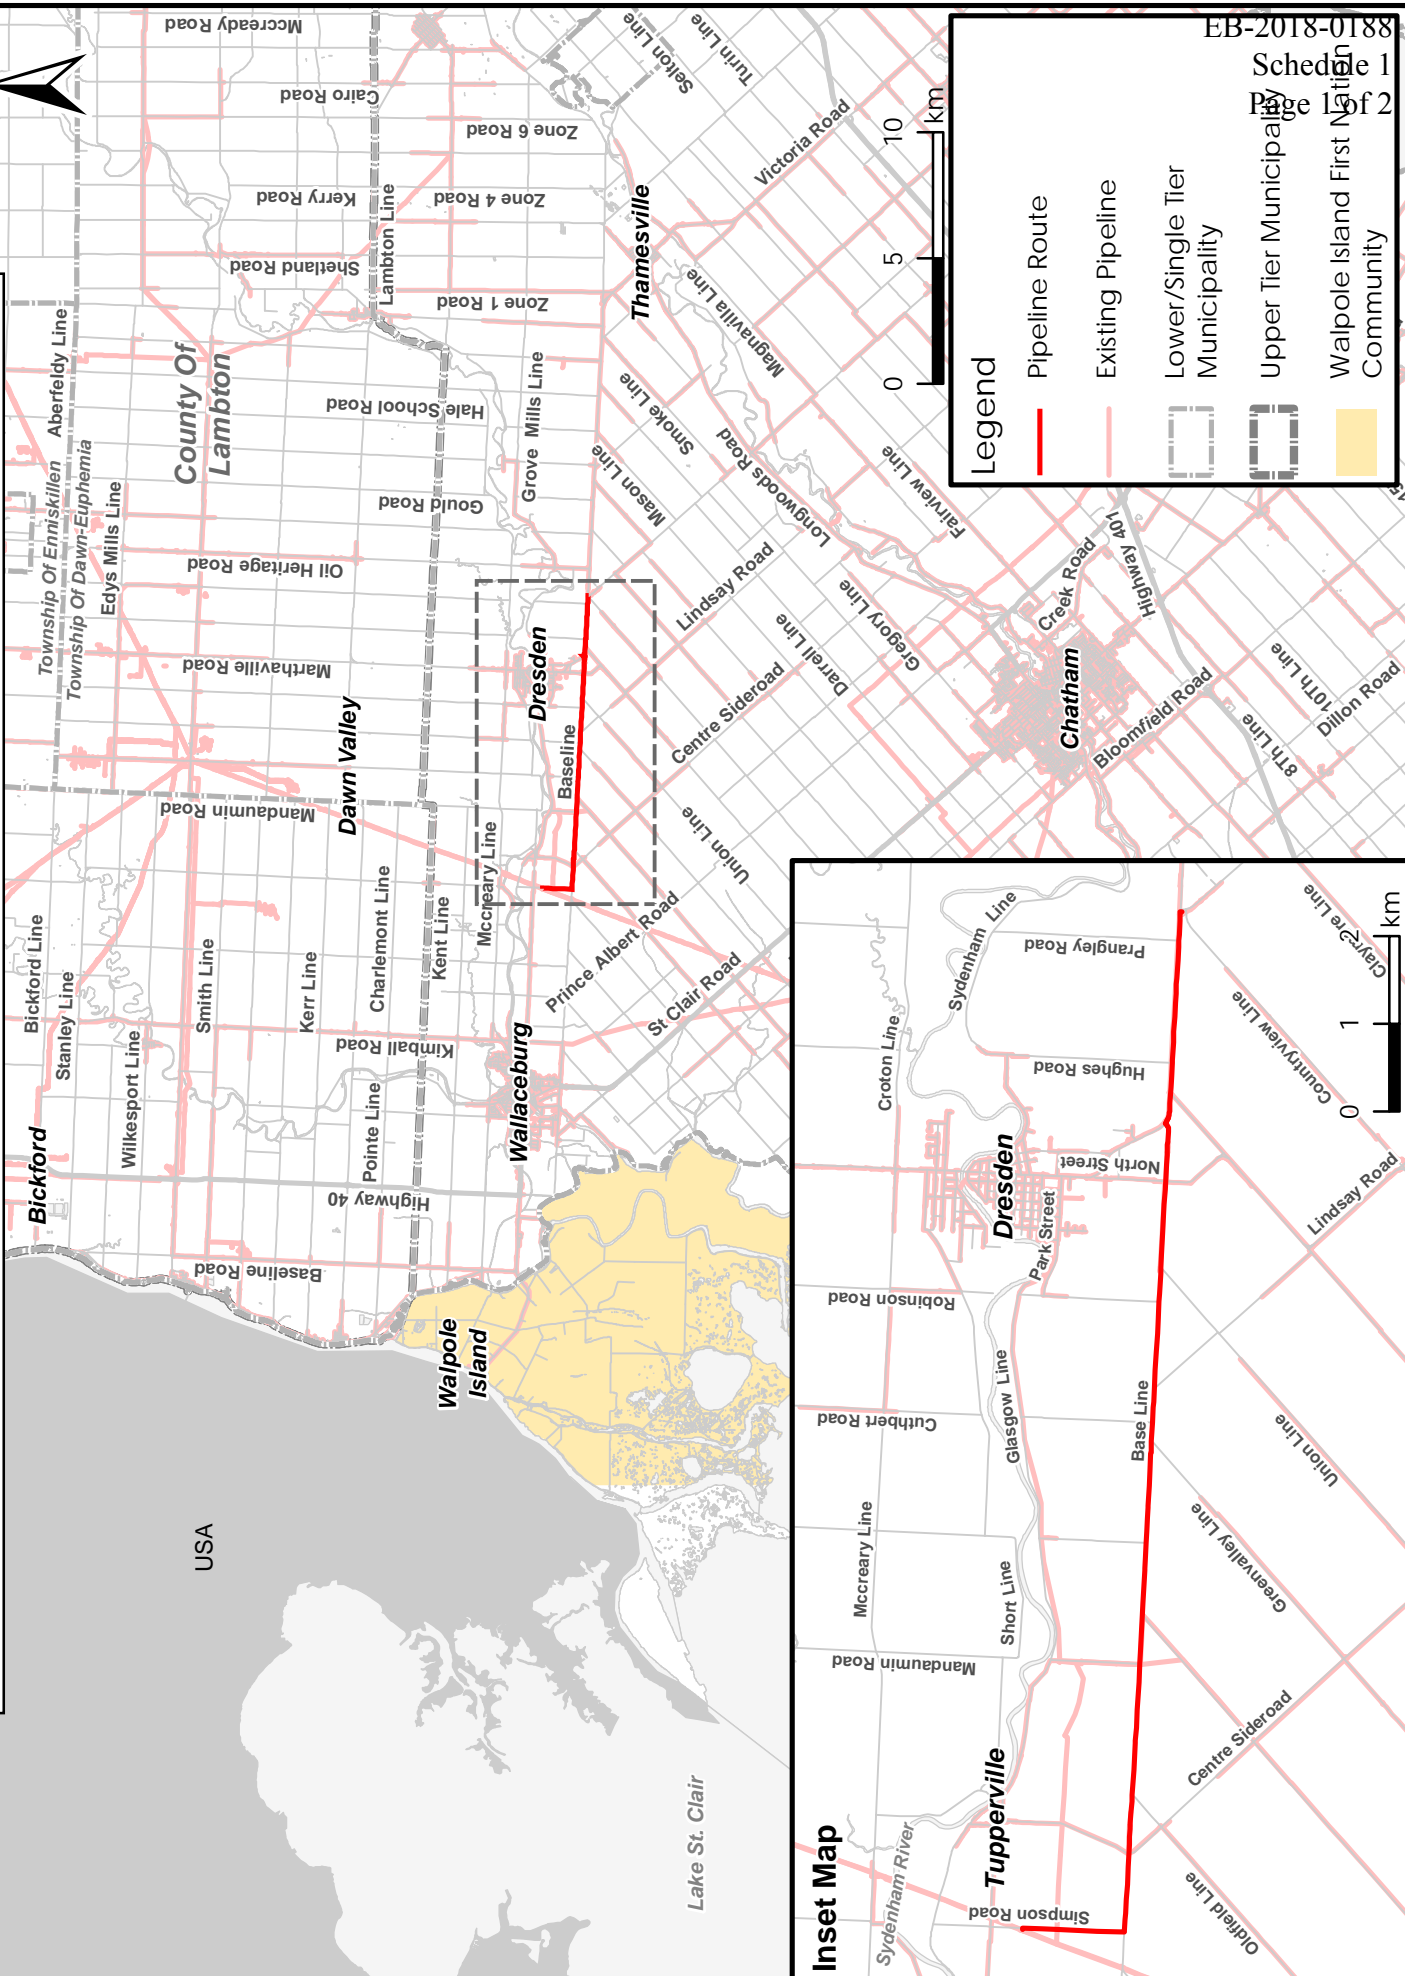 EB-2018-0188
Schedule 1
Page 1 of 2
Mccready Road
Cairo Road
Selton Line
Turin Line
Zone 6 Road
Victoria Road
Kerry Road
Zone 4 Road
Lambton Line
Shetland Road
Zone 1 Road
Thamesville
Aberfeldy Line
County Of
Lambton
Magnavilla Line
Hale School Road
Grove Mills Line
Smoke Line
Township Of Enniskillen
Township Of Dawn-Euphemia
Edys Mills Line
Gould Road
Mason Line
Longwoods Road
Fairview Line
Oil Heritage Road
Lindsay Road
Gregory Line
Creek Road
Highway 401
Marthaville Road
Dresden
Darrell Line
Centre Sideroad
Chatham
Bloomfield Road
10Th Line
Dillon Road
8Th Line
Dawn Valley
Baseline
Mandaumin Road
Union Line
Mccreary Line
Bickford Line
Stanley Line
Smith Line
Kerr Line
Charlemont Line
Kent Line
Prince Albert Road
St Clair Road
Kimball Road
Wallaceburg
Wilkesport Line
Pointe Line
Bickford
Highway 40
Baseline Road
Walpole
Island
USA
Lake St. Clair
0 5 10
km
Legend
Pipeline Route
Existing Pipeline
Lower/Single Tier
Municipality
Upper Tier Municipality
Walpole Island First Nation
Community
Inset Map
Sydenham Line
Prangley Road
Croton Line
Hughes Road
Countryview Line
Dresden
North Street
Park Street
Lindsay Road
Robinson Road
Glasgow Line
Cuthbert Road
Base Line
Union Line
Mccreary Line
Short Line
Greenvalley Line
Mandaumin Road
Centre Sideroad
Tupperville
Sydenham River
Simpson Road
Oldfield Line
0 1 2
km